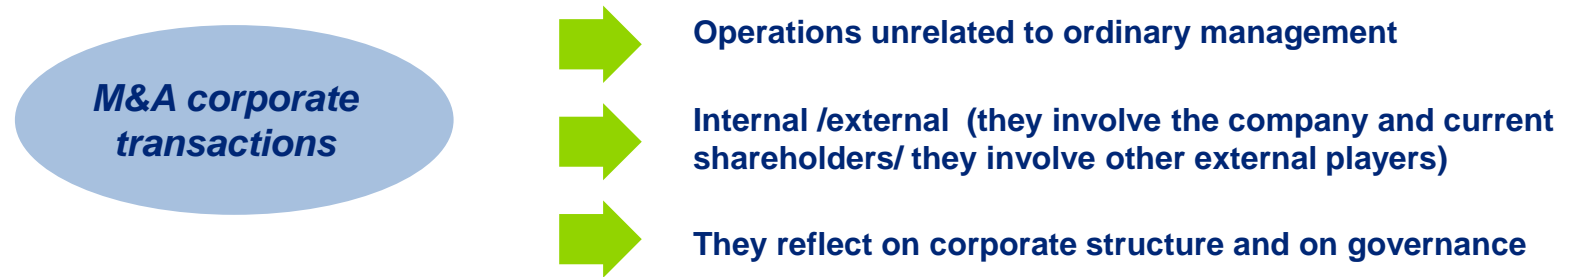 M&A corporate
transactions
Operations unrelated to ordinary management
Internal /external (they involve the company and current
shareholders/ they involve other external players)
They reflect on corporate structure and on governance